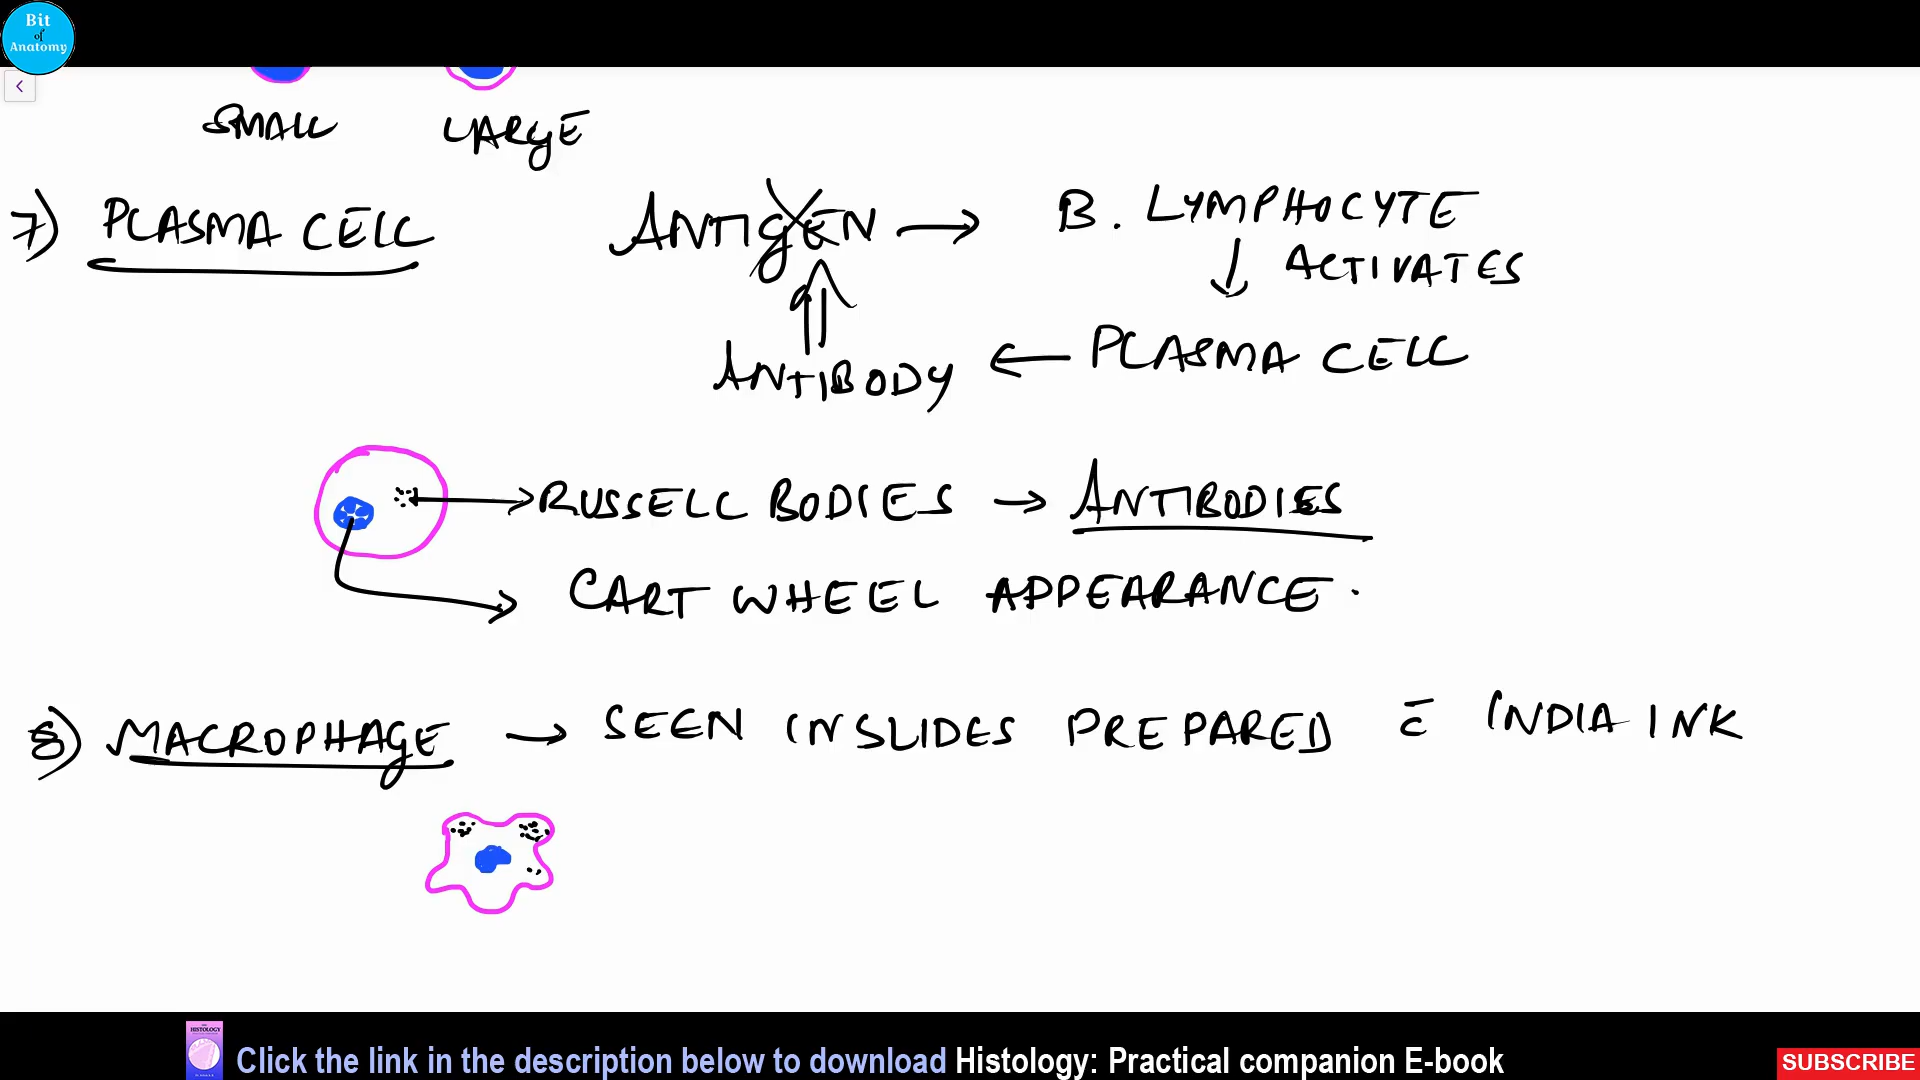 Bit
of
Anatomy
SMALL LARGE
7) PLASMA CELL ANTIGEN → B. LYMPHOCYTE
↓ ACTIVATES
ANTIBODY ← PLASMA CELL
→ RUSSELL BODIES → ANTIBODIES
→ CART WHEEL APPEARANCE.
8) MACROPHAGE → SEEN IN SLIDES PREPARED c̄ INDIA INK
HISTOLOGY
Click the link in the description below to download Histology: Practical companion E-book
SUBSCRIBE